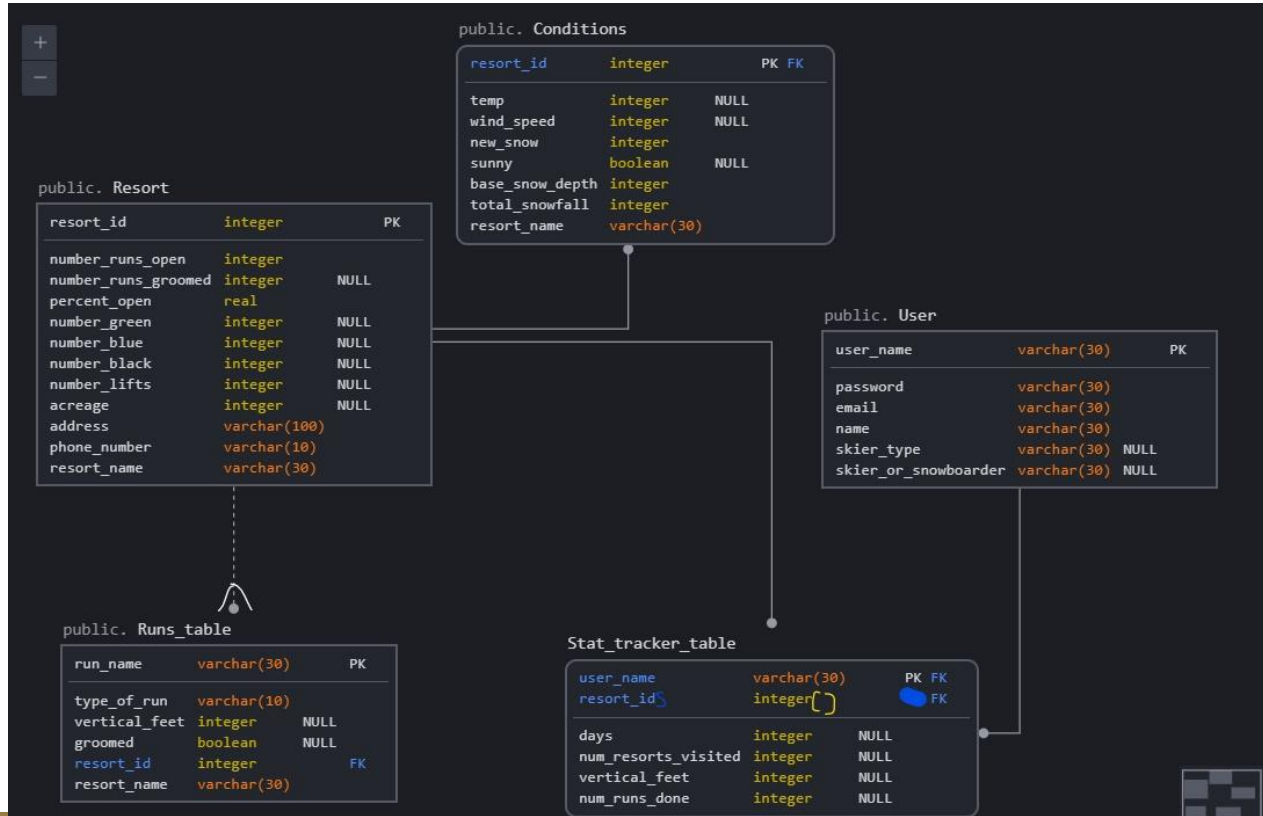 +
−
public. Conditions
resort_id integer PK FK
temp integer NULL
wind_speed integer NULL
new_snow integer
sunny boolean NULL
base_snow_depth integer
total_snowfall integer
resort_name varchar(30)
public. Resort
resort_id integer PK
number_runs_open integer
number_runs_groomed integer NULL
percent_open real
number_green integer NULL
number_blue integer NULL
number_black integer NULL
number_lifts integer NULL
acreage integer NULL
address varchar(100)
phone_number varchar(10)
resort_name varchar(30)
public. User
user_name varchar(30) PK
password varchar(30)
email varchar(30)
name varchar(30)
skier_type varchar(30) NULL
skier_or_snowboarder varchar(30) NULL
public. Runs_table
run_name varchar(30) PK
type_of_run varchar(10)
vertical_feet integer NULL
groomed boolean NULL
resort_id integer FK
resort_name varchar(30)
Stat_tracker_table
user_name varchar(30) PK FK
resort_ids integer[] FK
days integer NULL
num_resorts_visited integer NULL
vertical_feet integer NULL
num_runs_done integer NULL